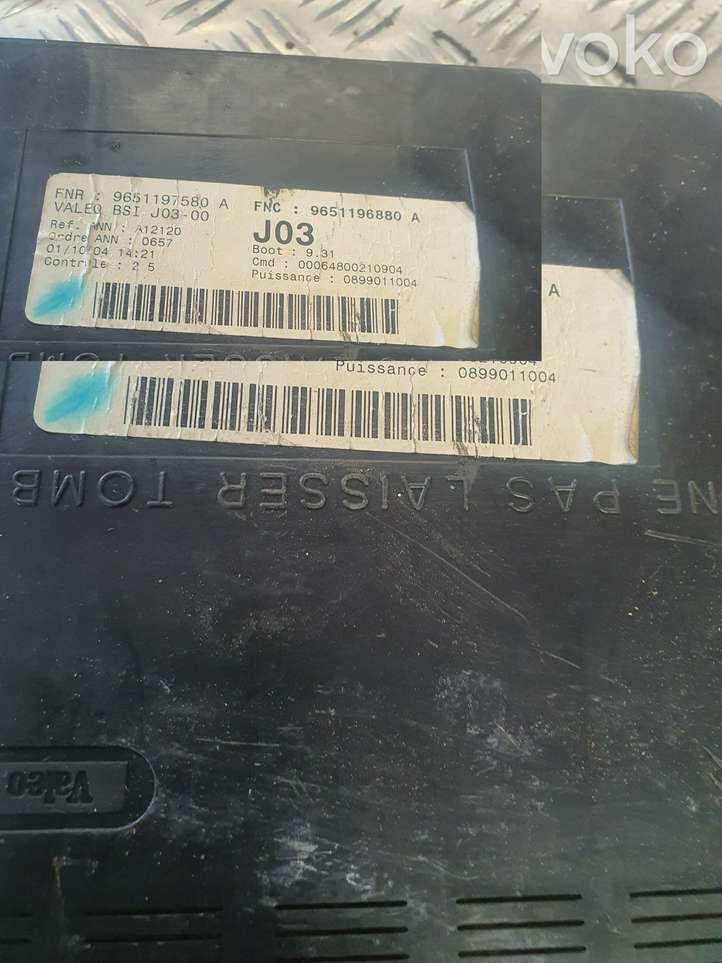 voko
FNR : 9651197580 A
FNC : 9651196880 A
VALEO BSI J03-00
J03
Ref. ANN : A12120
Ordre ANN : 0657
Boot : 9.31
01/10/04 14:21
Cmd : 00064800210904
Contrôle : 2 5
Puissance : 0899011004
A
Puissance : 0899011004
NE PAS LAISSER TOMB
Valeo